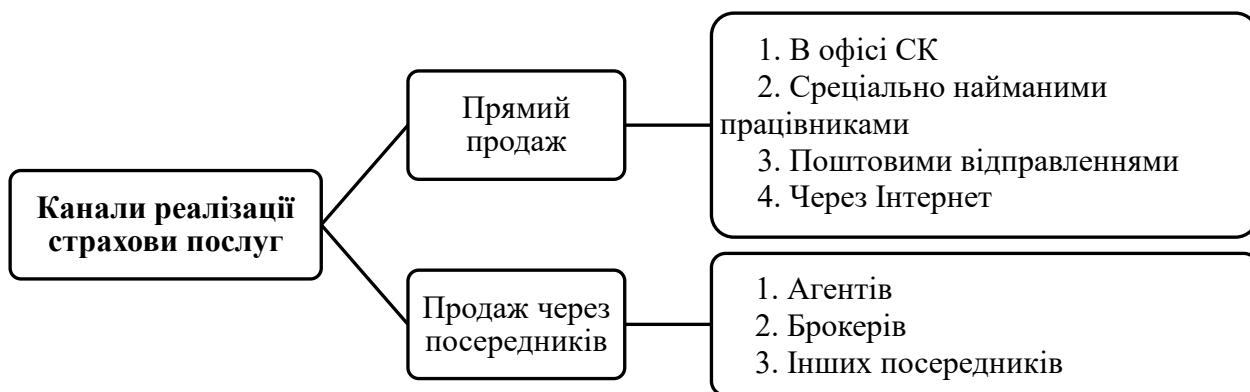 Канали реалізації
страхови послуг
Прямий
продаж
1. В офісі СК
2. Среціально найманими
працівниками
3. Поштовими відправленнями
4. Через Інтернет
Продаж через
посередників
1. Агентів
2. Брокерів
3. Інших посередників